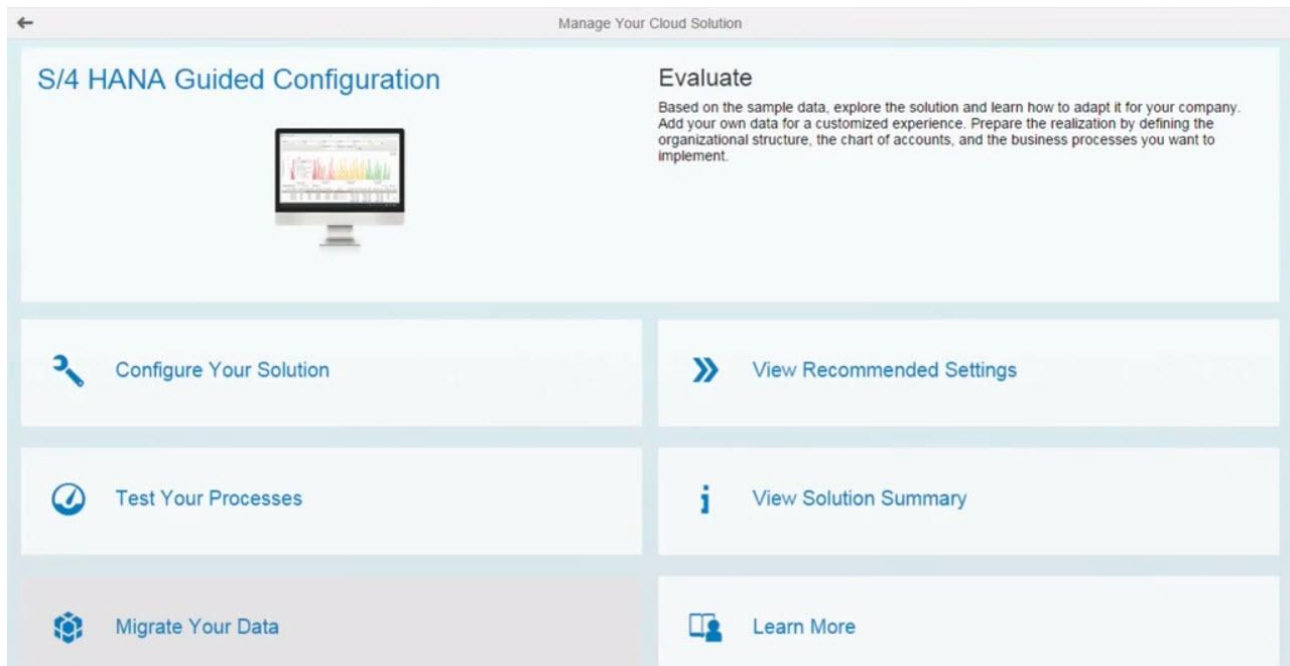 Manage Your Cloud Solution
S/4 HANA Guided Configuration
Evaluate
Based on the sample data, explore the solution and learn how to adapt it for your company.
Add your own data for a customized experience. Prepare the realization by defining the
organizational structure, the chart of accounts, and the business processes you want to
implement.
Configure Your Solution
View Recommended Settings
Test Your Processes
View Solution Summary
Migrate Your Data
Learn More